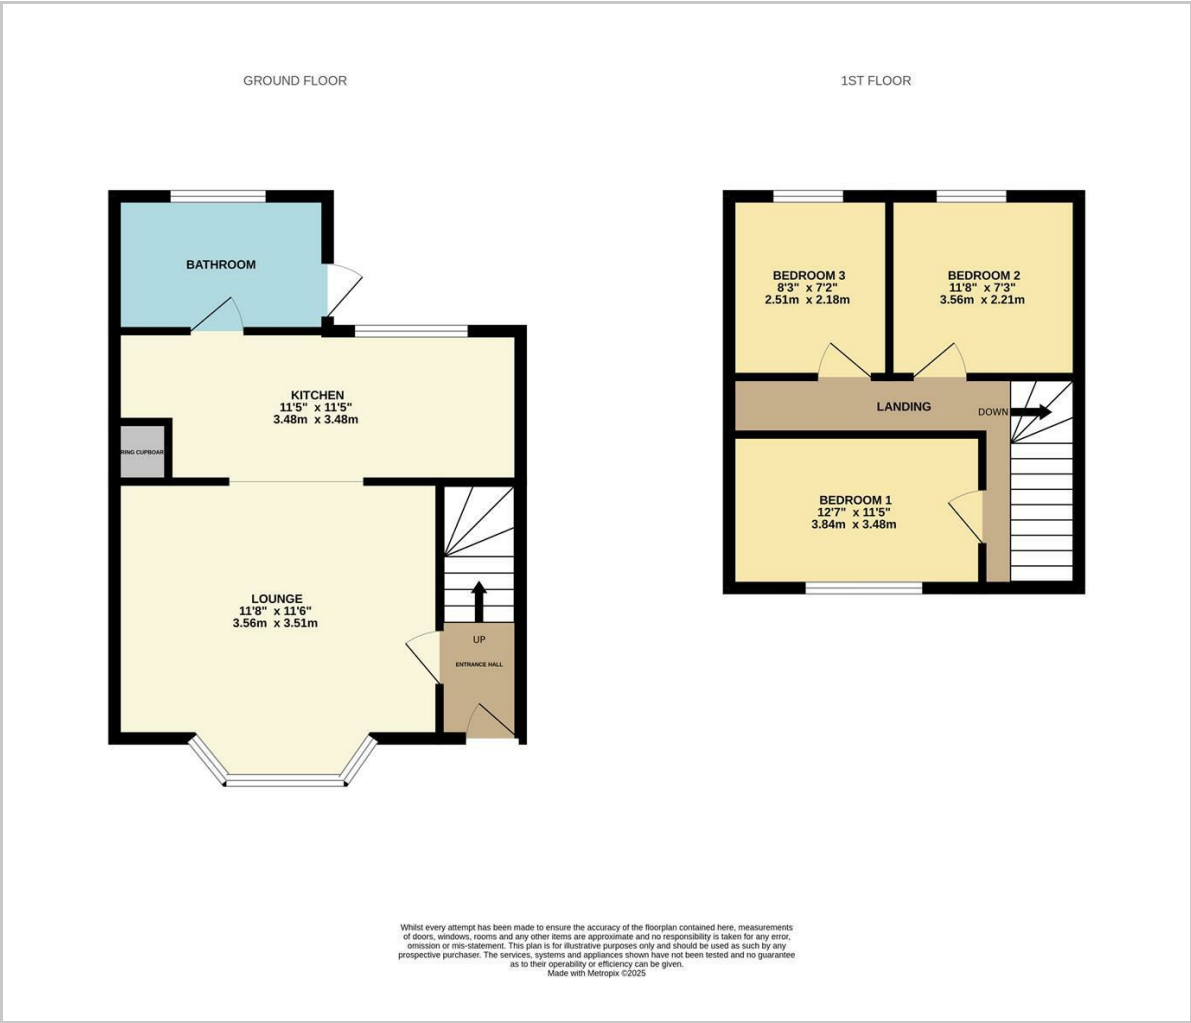 GROUND FLOOR
1ST FLOOR
BATHROOM
KITCHEN
11'5" x 11'5"
3.48m x 3.48m
RING CUPBOAR
LOUNGE
11'8" x 11'6"
3.56m x 3.51m
UP
ENTRANCE HALL
BEDROOM 3
8'3" x 7'2"
2.51m x 2.18m
BEDROOM 2
11'8" x 7'3"
3.56m x 2.21m
LANDING
DOWN
BEDROOM 1
12'7" x 11'5"
3.84m x 3.48m
Whilst every attempt has been made to ensure the accuracy of the floorplan contained here, measurements
of doors, windows, rooms and any other items are approximate and no responsibility is taken for any error,
omission or mis-statement. This plan is for illustrative purposes only and should be used as such by any
prospective purchaser. The services, systems and appliances shown have not been tested and no guarantee
as to their operability or efficiency can be given.
Made with Metropix ©2025